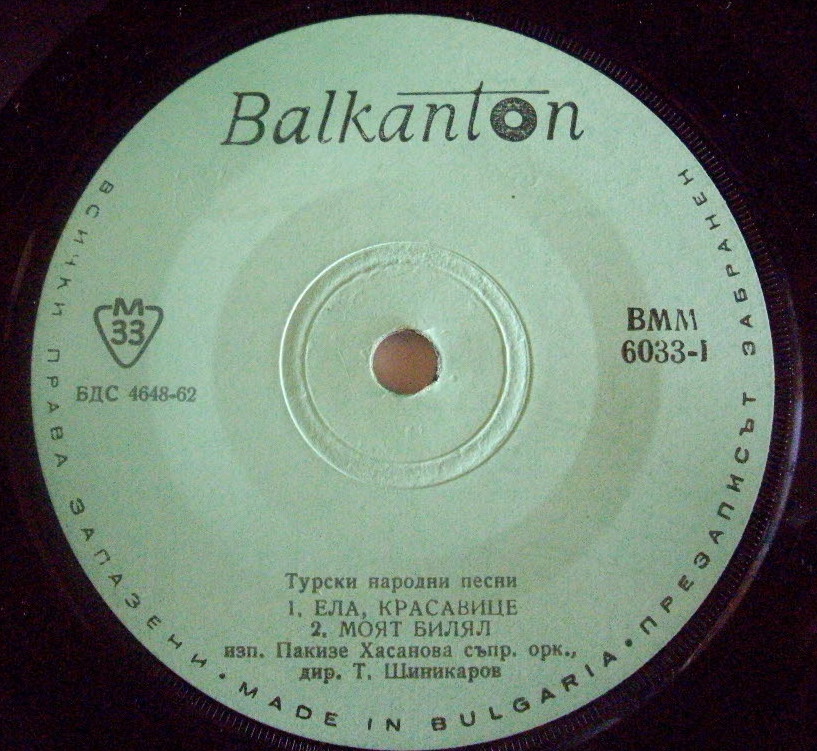 Balkanton
ВСИЧКИ ПРАВА ЗАПАЗЕНИ • MADE IN BULGARIA • ПРЕЗАПИСЪТ ЗАБРАНЕН
М
33
БДС 4648-62
ВММ
6033-I
Турски народни песни
1. ЕЛА, КРАСАВИЦЕ
2. МОЯТ БИЛЯЛ
изп. Пакизе Хасанова съпр. орк.,
дир. Т. Шиникаров